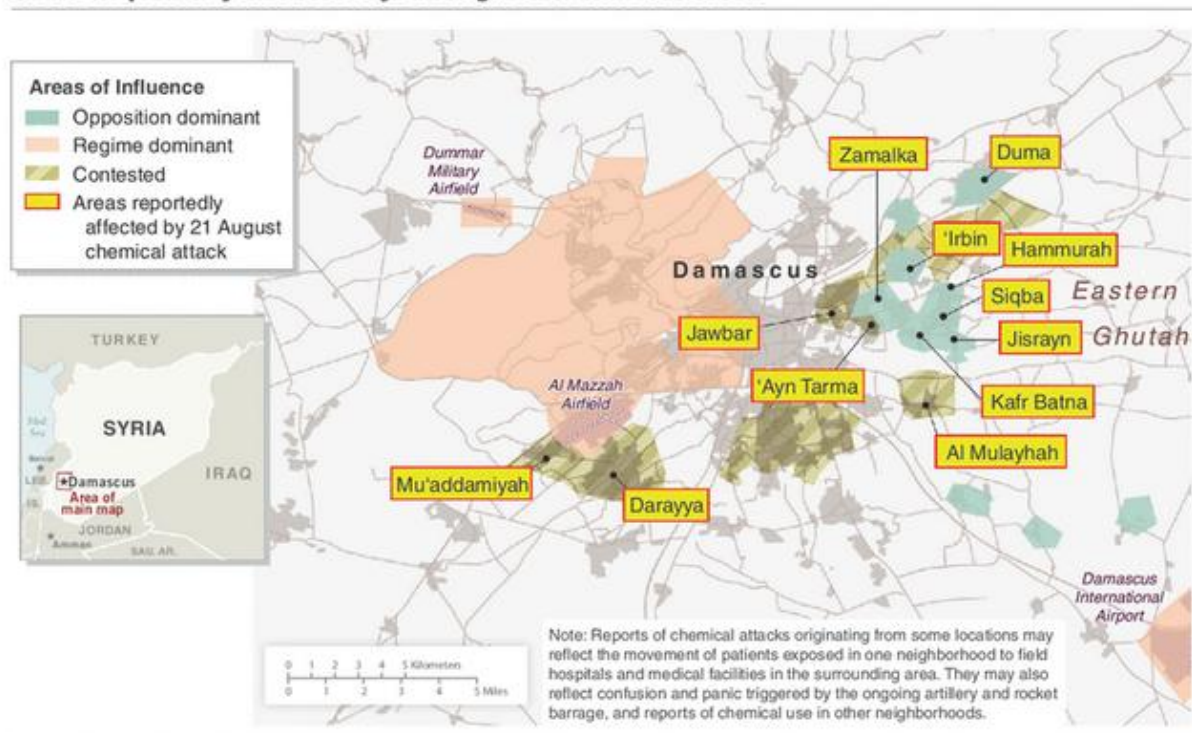 Areas of Influence
Opposition dominant
Regime dominant
Contested
Areas reportedly
affected by 21 August
chemical attack
Dummar
Military
Airfield
Zamalka
Duma
'Irbin
Hammurah
Damascus
Siqba
Eastern
Ghutah
Jawbar
Jisrayn
'Ayn Tarma
Kafr Batna
Al Mazzah
Airfield
Al Mulayhah
Mu'addamiyah
Darayya
TURKEY
SYRIA
IRAQ
Damascus
Area of
main map
JORDAN
Amman
SAU. AR.
Damascus
International
Airport
0 1 2 3 4 5 Kilometers
0 1 2 3 4 5 Miles
Note: Reports of chemical attacks originating from some locations may
reflect the movement of patients exposed in one neighborhood to field
hospitals and medical facilities in the surrounding area. They may also
reflect confusion and panic triggered by the ongoing artillery and rocket
barrage, and reports of chemical use in other neighborhoods.